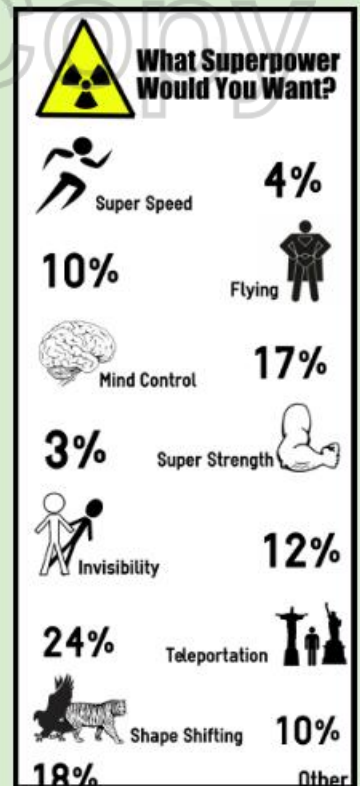 Copy
What Superpower
Would You Want?
Super Speed 4%
10% Flying
Mind Control 17%
3% Super Strength
Invisibility 12%
24% Teleportation
Shape Shifting 10%
18% Other